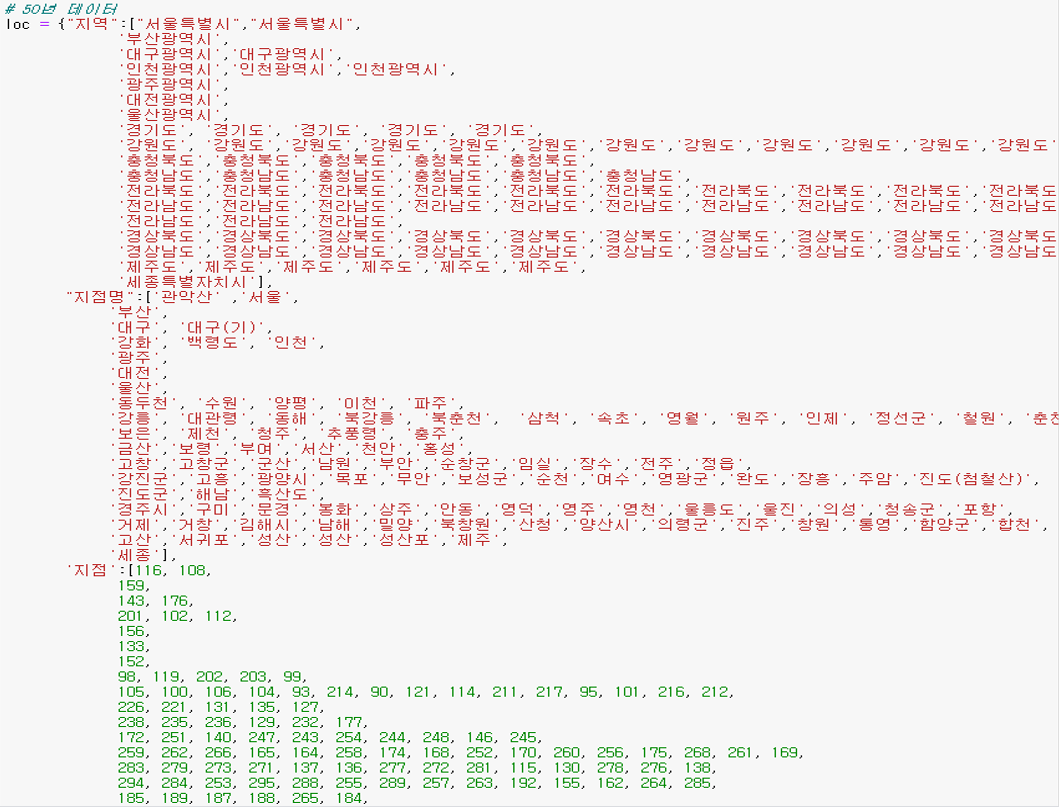 # 50년 데이터
loc = {"지역":["서울특별시","서울특별시",
'부산광역시',
'대구광역시','대구광역시',
'인천광역시','인천광역시','인천광역시',
'광주광역시',
'대전광역시',
'울산광역시',
'경기도', '경기도', '경기도', '경기도', '경기도',
'강원도', '강원도','강원도','강원도','강원도','강원도','강원도','강원도','강원도','강원도','강원도','강원도'
'충청북도','충청북도','충청북도','충청북도','충청북도',
'충청남도','충청남도','충청남도','충청남도','충청남도','충청남도',
'전라북도','전라북도','전라북도','전라북도','전라북도','전라북도','전라북도','전라북도','전라북도','전라북도
'전라남도','전라남도','전라남도','전라남도','전라남도','전라남도','전라남도','전라남도','전라남도','전라남도
'전라남도','전라남도','전라남도',
'경상북도','경상북도','경상북도','경상북도','경상북도','경상북도','경상북도','경상북도','경상북도','경상북도
'경상남도','경상남도','경상남도','경상남도','경상남도','경상남도','경상남도','경상남도','경상남도','경상남도
'제주도','제주도','제주도','제주도','제주도','제주도',
'세종특별자치시'],
"지점명":['관악산' ,'서울',
'부산',
'대구', '대구(기)',
'강화', '백령도', '인천',
'광주',
'대전',
'울산',
'동두천', '수원', '양평', '이천', '파주',
'강릉', '대관령', '동해', '북강릉', '북춘천', '삼척', '속초', '영월', '원주', '인제', '정선군', '철원', '춘천
'보은', '제천', '청주', '추풍령', '충주',
'금산','보령','부여','서산','천안','홍성',
'고창','고창군','군산','남원','부안','순창군','임실','장수','전주','정읍',
'강진군','고흥','광양시','목포','무안','보성군','순천','여수','영광군','완도','장흥','주암','진도(첨철산)',
'진도군','해남','흑산도',
'경주시','구미','문경','봉화','상주','안동','영덕','영주','영천','울릉도','울진','의성','청송군','포항',
'거제','거창','김해시','남해','밀양','북창원','산청','양산시','의령군','진주','창원','통영','함양군','합천',
'고산','서귀포','성산','성산','성산포','제주',
'세종'],
'지점':[116, 108,
159,
143, 176,
201, 102, 112,
156,
133,
152,
98, 119, 202, 203, 99,
105, 100, 106, 104, 93, 214, 90, 121, 114, 211, 217, 95, 101, 216, 212,
226, 221, 131, 135, 127,
238, 235, 236, 129, 232, 177,
172, 251, 140, 247, 243, 254, 244, 248, 146, 245,
259, 262, 266, 165, 164, 258, 174, 168, 252, 170, 260, 256, 175, 268, 261, 169,
283, 279, 273, 271, 137, 136, 277, 272, 281, 115, 130, 278, 276, 138,
294, 284, 253, 295, 288, 255, 289, 257, 263, 192, 155, 162, 264, 285,
185, 189, 187, 188, 265, 184,